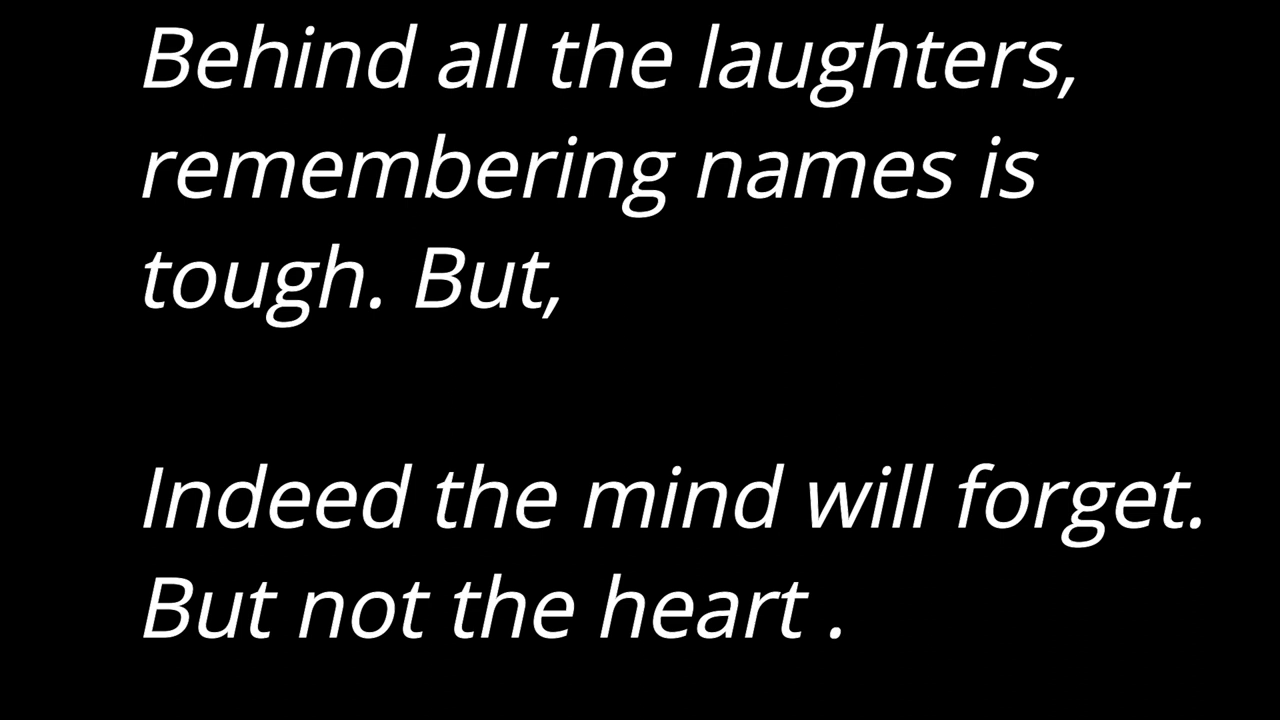 Behind all the laughters,
remembering names is
tough. But,
Indeed the mind will forget.
But not the heart .